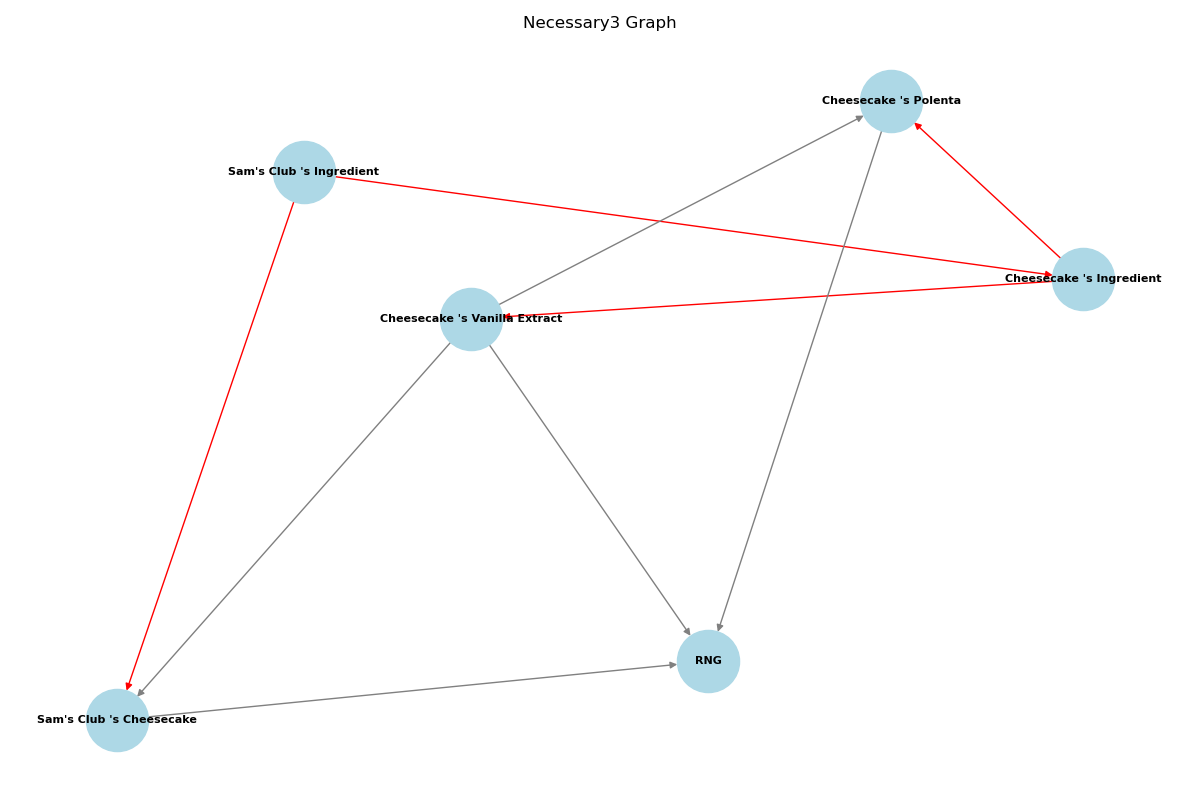 Necessary3 Graph
Cheesecake 's Polenta
Sam's Club 's Ingredient
Cheesecake 's Ingredient
Cheesecake 's Vanilla Extract
RNG
Sam's Club 's Cheesecake